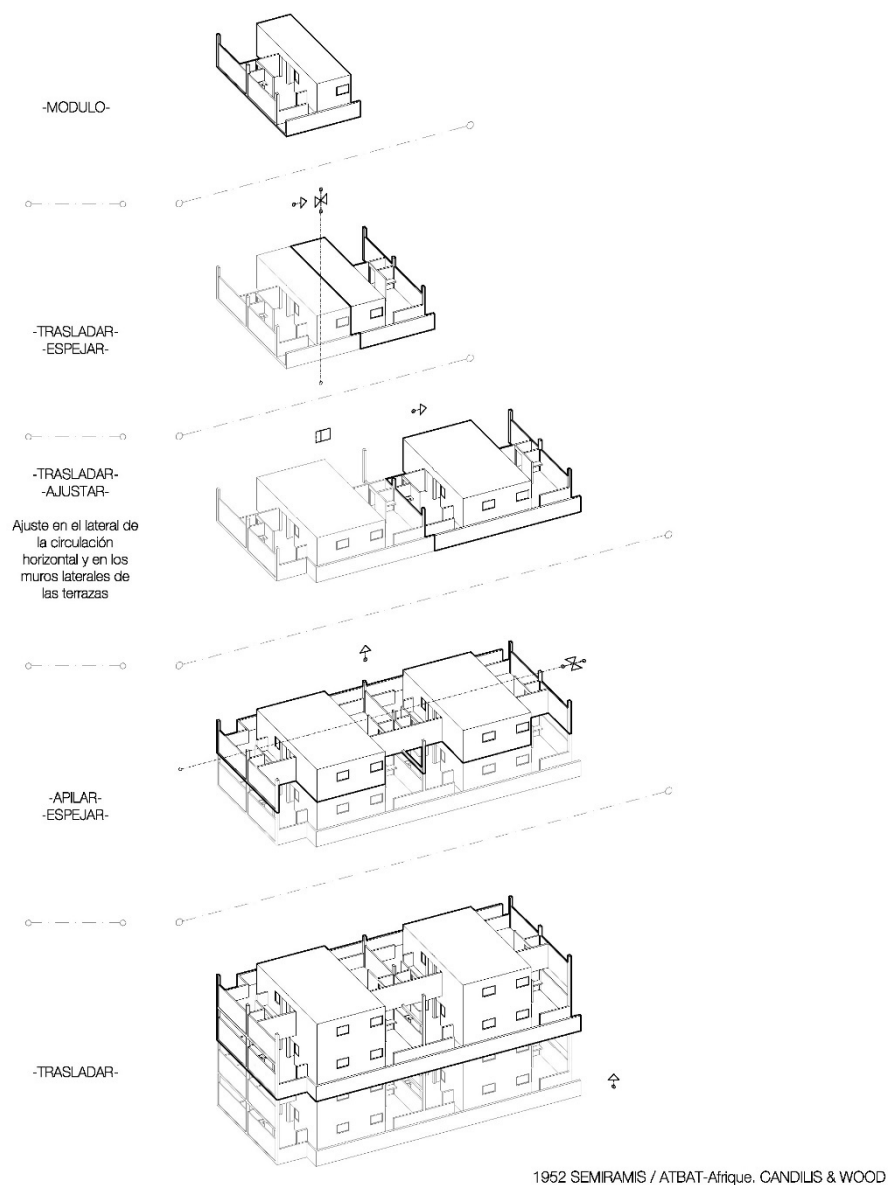 -MODULO-
-TRASLADAR-
-ESPEJAR-
-TRASLADAR-
-AJUSTAR-
Ajuste en el lateral de
la circulación
horizontal y en los
muros laterales de
las terrazas
-APILAR-
-ESPEJAR-
-TRASLADAR-
1952 SEMIRAMIS / ATBAT-Afrique. CANDILIS & WOOD